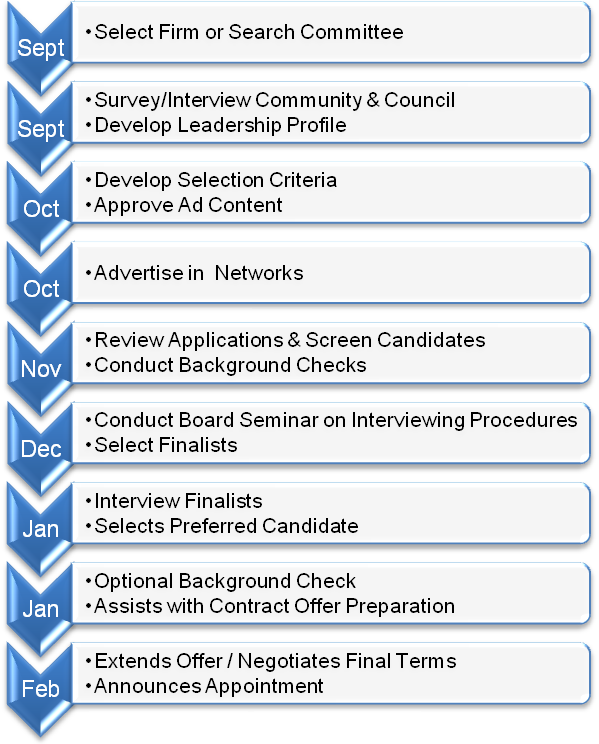 Sept
•Select Firm or Search Committee
Sept
•Survey/Interview Community & Council
•Develop Leadership Profile
Oct
•Develop Selection Criteria
•Approve Ad Content
Oct
•Advertise in  Networks
Nov
•Review Applications & Screen Candidates
•Conduct Background Checks
Dec
•Conduct Board Seminar on Interviewing Procedures
•Select Finalists
Jan
•Interview Finalists
•Selects Preferred Candidate
Jan
•Optional Background Check
•Assists with Contract Offer Preparation
Feb
•Extends Offer / Negotiates Final Terms
•Announces Appointment